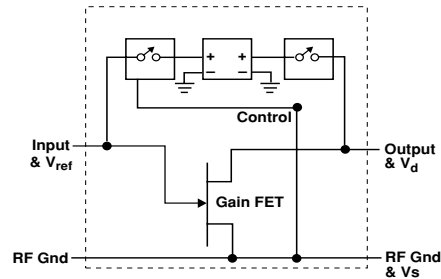 + +
− −
Control
Input
& Vref
Output
& Vd
Gain FET
RF Gnd
RF Gnd
& Vs